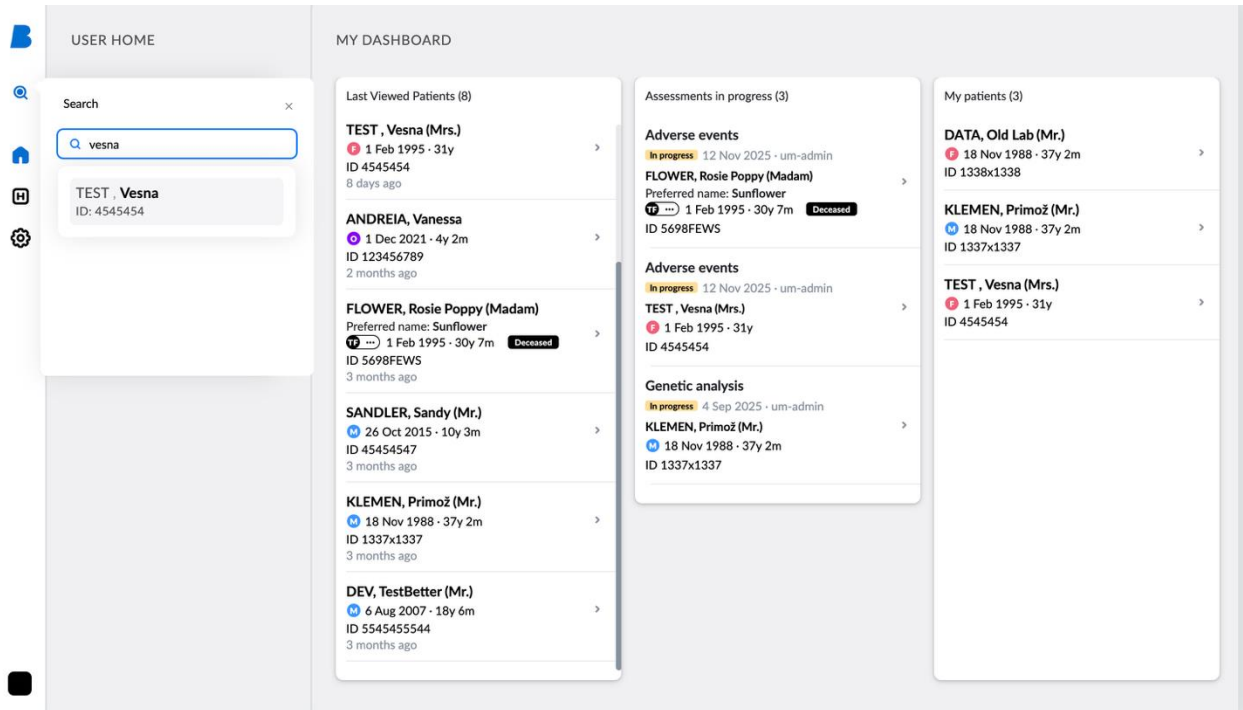 USER HOME
Search
vesna
TEST , Vesna
ID: 4545454
MY DASHBOARD
Last Viewed Patients (8)
TEST , Vesna (Mrs.)
F 1 Feb 1995 · 31y
ID 4545454
8 days ago
ANDREIA, Vanessa
O 1 Dec 2021 · 4y 2m
ID 123456789
2 months ago
FLOWER, Rosie Poppy (Madam)
Preferred name: Sunflower
TF ··· 1 Feb 1995 · 30y 7m Deceased
ID 5698FEWS
3 months ago
SANDLER, Sandy (Mr.)
M 26 Oct 2015 · 10y 3m
ID 45454547
3 months ago
KLEMEN, Primož (Mr.)
M 18 Nov 1988 · 37y 2m
ID 1337x1337
3 months ago
DEV, TestBetter (Mr.)
M 6 Aug 2007 · 18y 6m
ID 5545455544
3 months ago
Assessments in progress (3)
Adverse events
In progress 12 Nov 2025 · um-admin
FLOWER, Rosie Poppy (Madam)
Preferred name: Sunflower
TF ··· 1 Feb 1995 · 30y 7m Deceased
ID 5698FEWS
Adverse events
In progress 12 Nov 2025 · um-admin
TEST , Vesna (Mrs.)
F 1 Feb 1995 · 31y
ID 4545454
Genetic analysis
In progress 4 Sep 2025 · um-admin
KLEMEN, Primož (Mr.)
M 18 Nov 1988 · 37y 2m
ID 1337x1337
My patients (3)
DATA, Old Lab (Mr.)
F 18 Nov 1988 · 37y 2m
ID 1338x1338
KLEMEN, Primož (Mr.)
M 18 Nov 1988 · 37y 2m
ID 1337x1337
TEST , Vesna (Mrs.)
F 1 Feb 1995 · 31y
ID 4545454